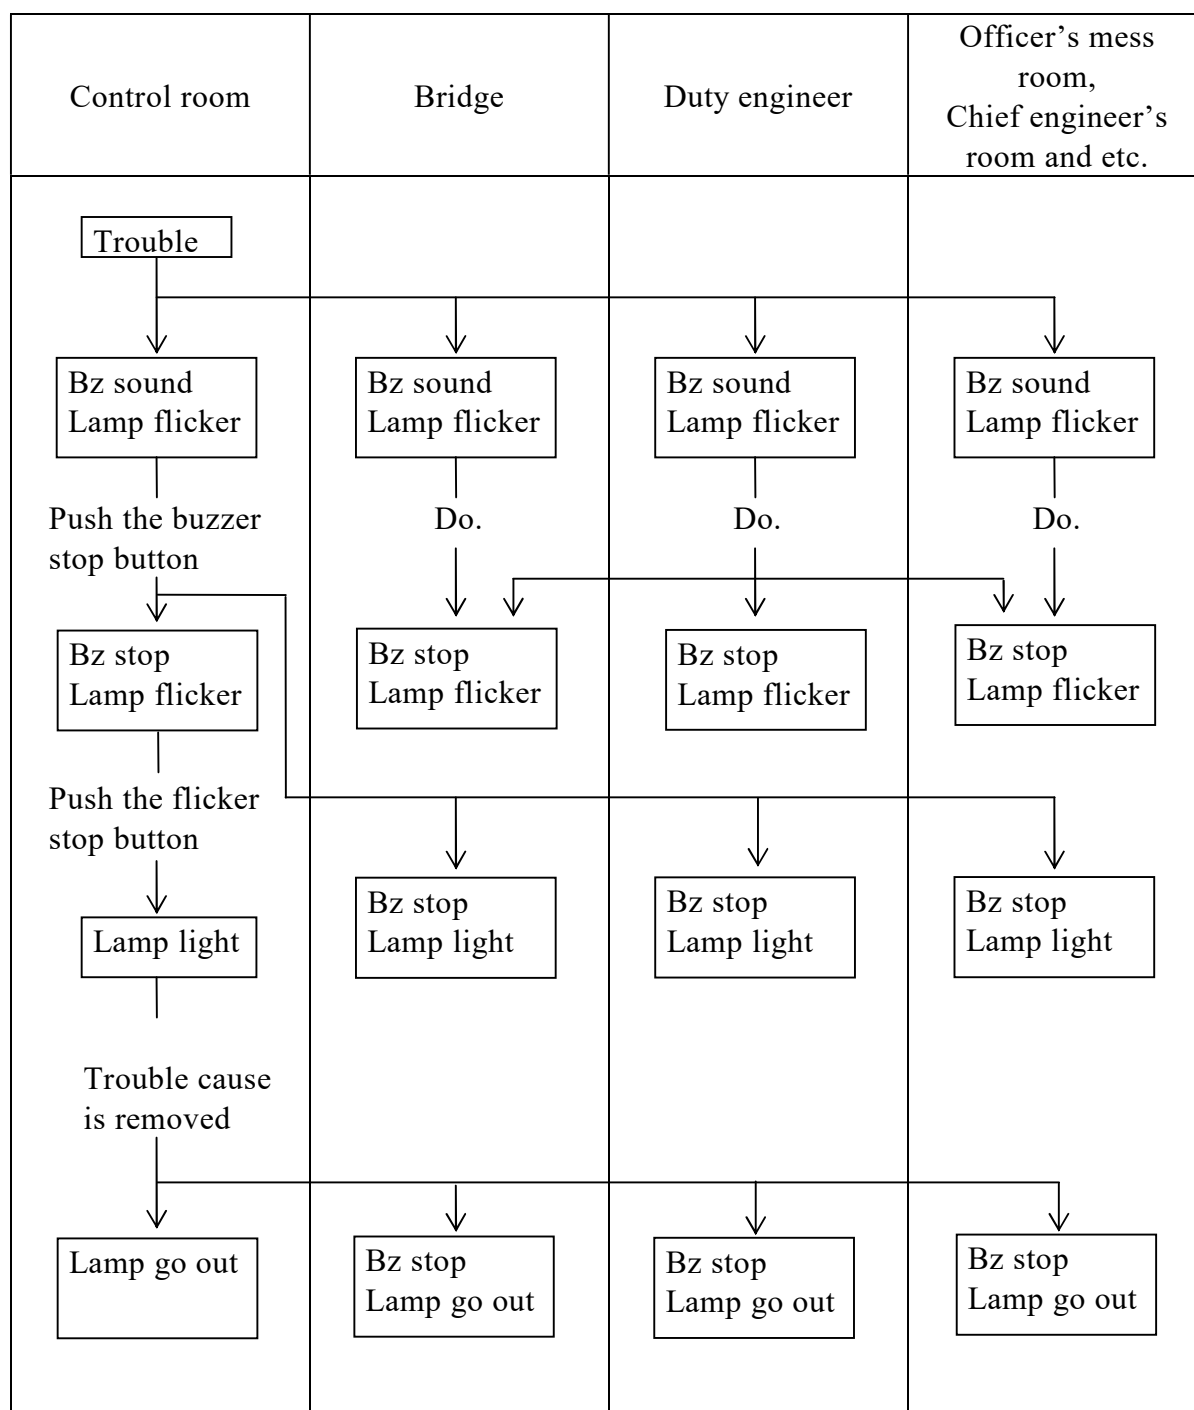 Control room
Bridge
Duty engineer
Officer’s mess
room,
Chief engineer’s
room and etc.
Trouble
Bz sound
Lamp flicker
Bz sound
Lamp flicker
Bz sound
Lamp flicker
Bz sound
Lamp flicker
Push the buzzer
stop button
Do.
Do.
Do.
Bz stop
Lamp flicker
Bz stop
Lamp flicker
Bz stop
Lamp flicker
Bz stop
Lamp flicker
Push the flicker
stop button
Lamp light
Bz stop
Lamp light
Bz stop
Lamp light
Bz stop
Lamp light
Trouble cause
is removed
Lamp go out
Bz stop
Lamp go out
Bz stop
Lamp go out
Bz stop
Lamp go out